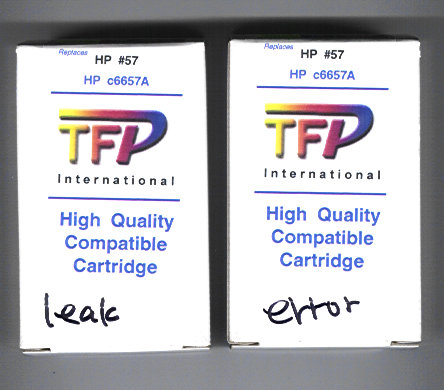 Replaces
HP #57
HP c6657A
TFP
International
High Quality
Compatible
Cartridge
leak
Replaces
HP #57
HP c6657A
TFP
International
High Quality
Compatible
Cartridge
error